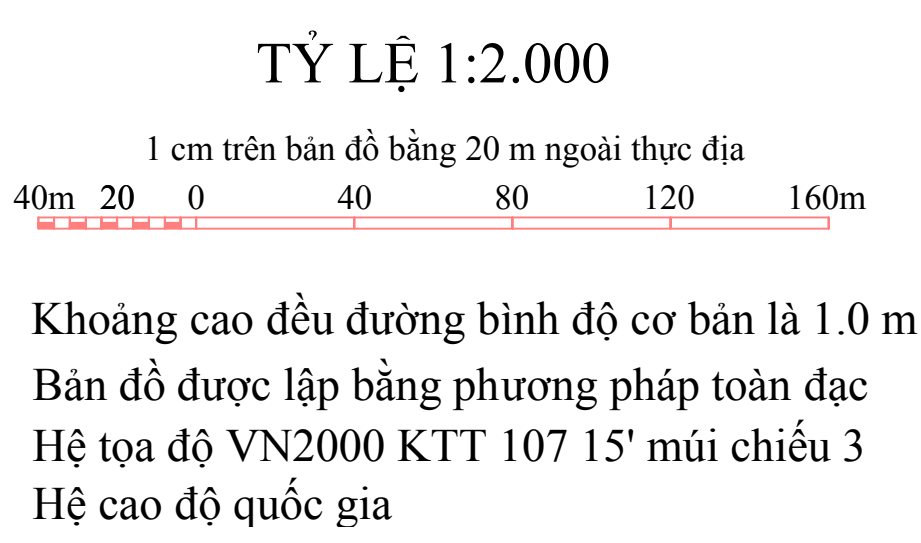 TỶ LỆ 1:2.000
1 cm trên bản đồ bằng 20 m ngoài thực địa
40m 20 0 40 80 120 160m
Khoảng cao đều đường bình độ cơ bản là 1.0 m
Bản đồ được lập bằng phương pháp toàn đạc
Hệ tọa độ VN2000 KTT 107 15' múi chiếu 3
Hệ cao độ quốc gia